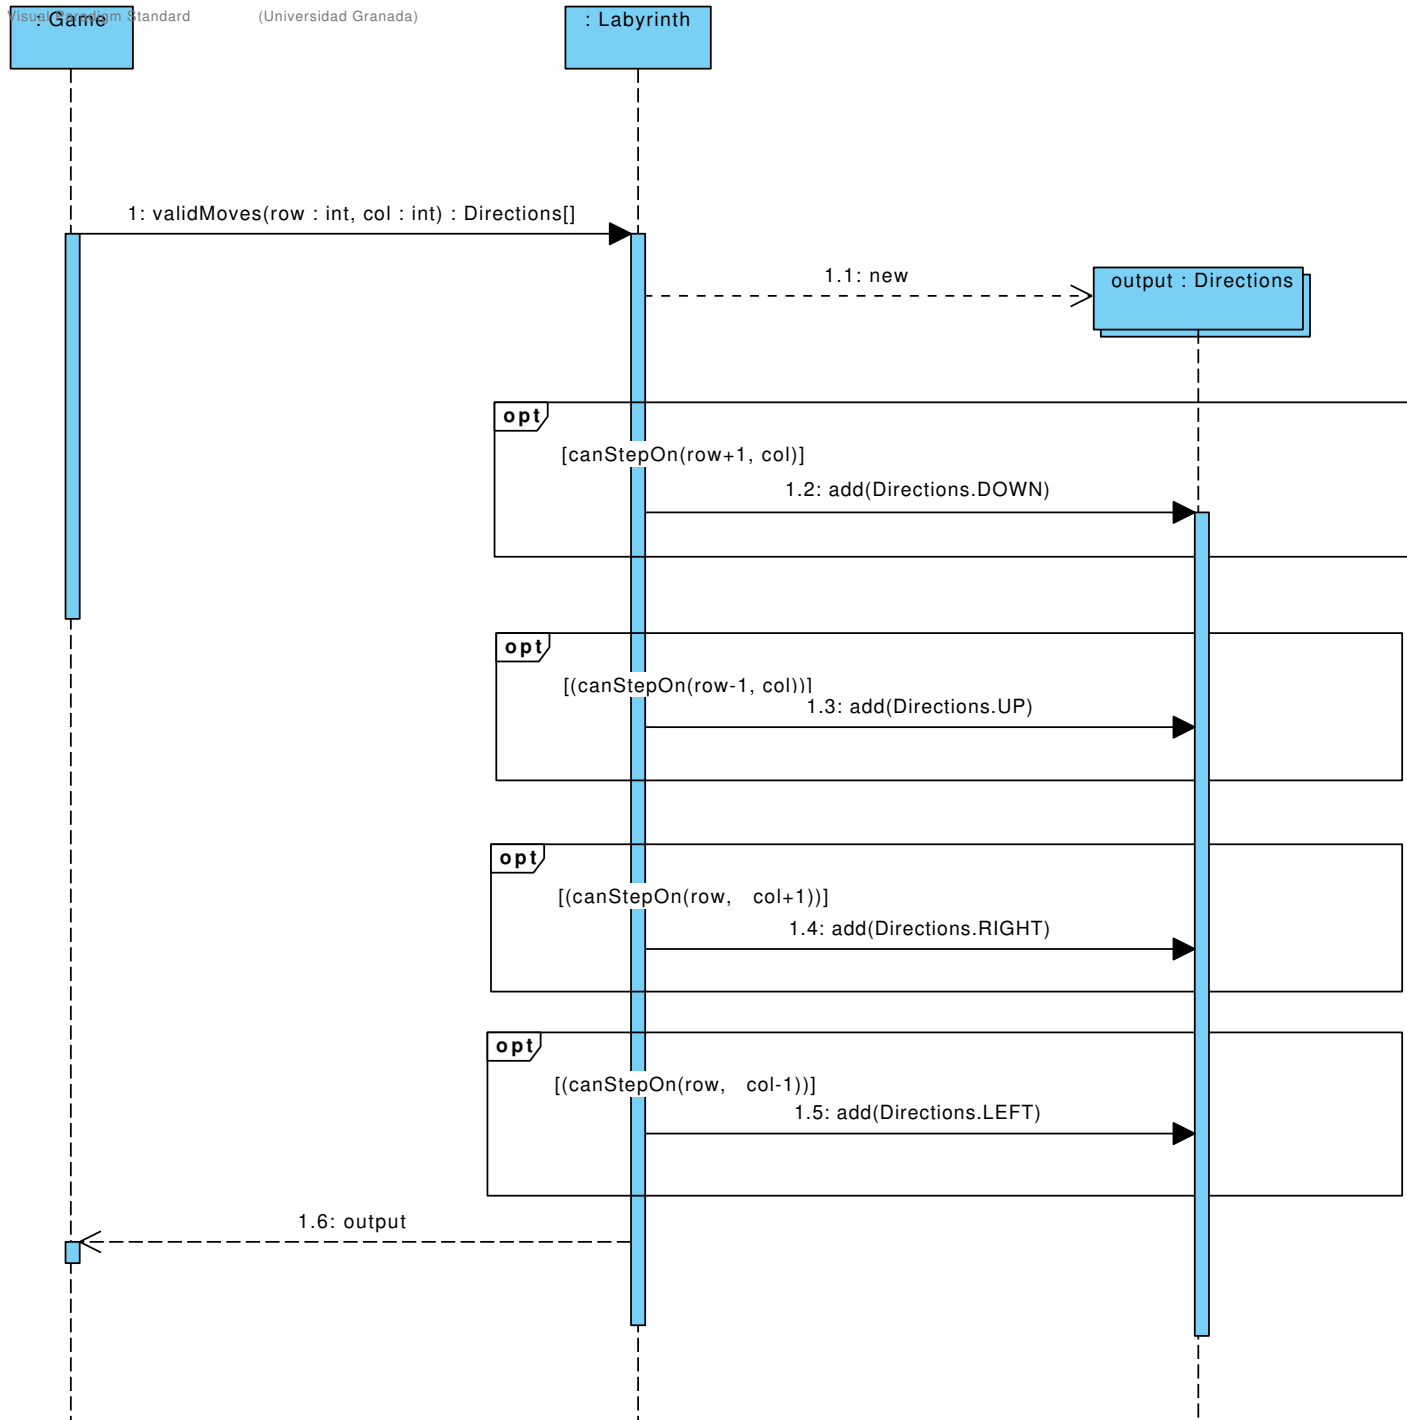 Visual Paradigm Standard (Universidad Granada)
: Game
: Labyrinth
1: validMoves(row : int, col : int) : Directions[]
1.1: new
output : Directions
opt
[canStepOn(row+1, col)]
1.2: add(Directions.DOWN)
opt
[(canStepOn(row-1, col))]
1.3: add(Directions.UP)
opt
[(canStepOn(row, col+1))]
1.4: add(Directions.RIGHT)
opt
[(canStepOn(row, col-1))]
1.5: add(Directions.LEFT)
1.6: output